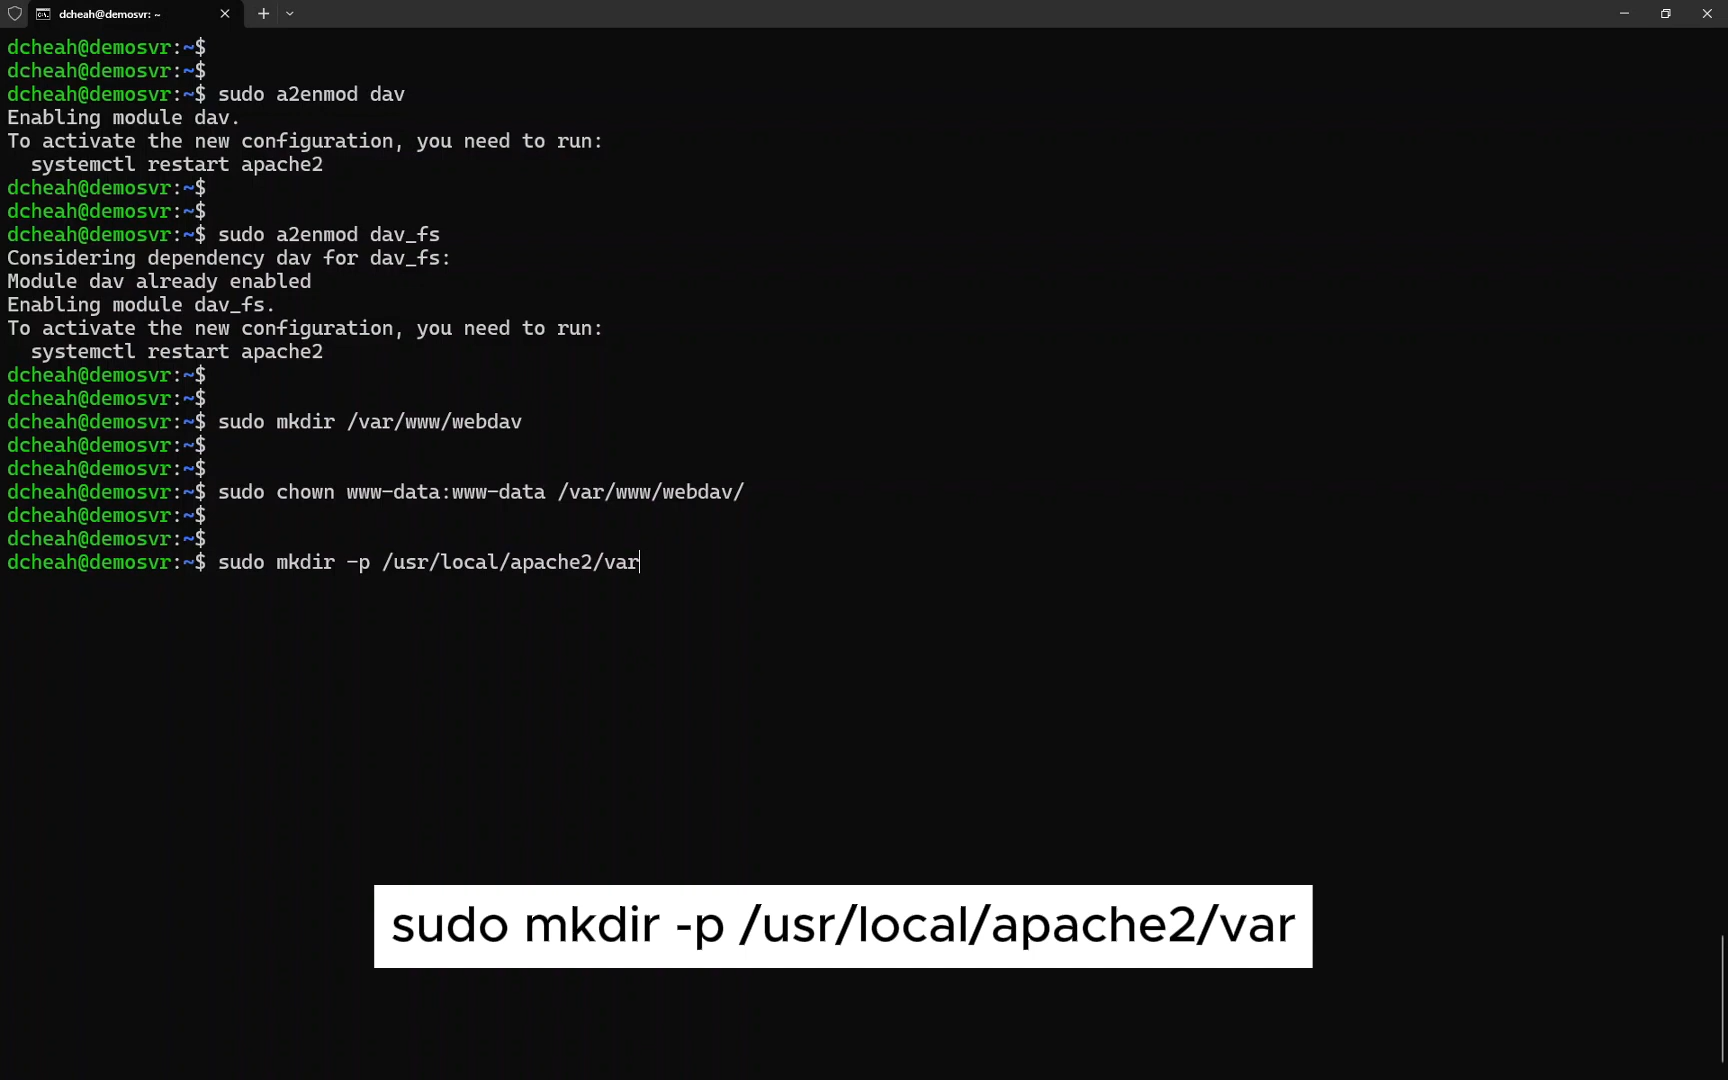 dcheah@demosvr: ~
dcheah@demosvr:~$
dcheah@demosvr:~$
dcheah@demosvr:~$ sudo a2enmod dav
Enabling module dav.
To activate the new configuration, you need to run:
  systemctl restart apache2
dcheah@demosvr:~$
dcheah@demosvr:~$
dcheah@demosvr:~$ sudo a2enmod dav_fs
Considering dependency dav for dav_fs:
Module dav already enabled
Enabling module dav_fs.
To activate the new configuration, you need to run:
  systemctl restart apache2
dcheah@demosvr:~$
dcheah@demosvr:~$
dcheah@demosvr:~$ sudo mkdir /var/www/webdav
dcheah@demosvr:~$
dcheah@demosvr:~$
dcheah@demosvr:~$ sudo chown www-data:www-data /var/www/webdav/
dcheah@demosvr:~$
dcheah@demosvr:~$
dcheah@demosvr:~$ sudo mkdir -p /usr/local/apache2/var
sudo mkdir -p /usr/local/apache2/var